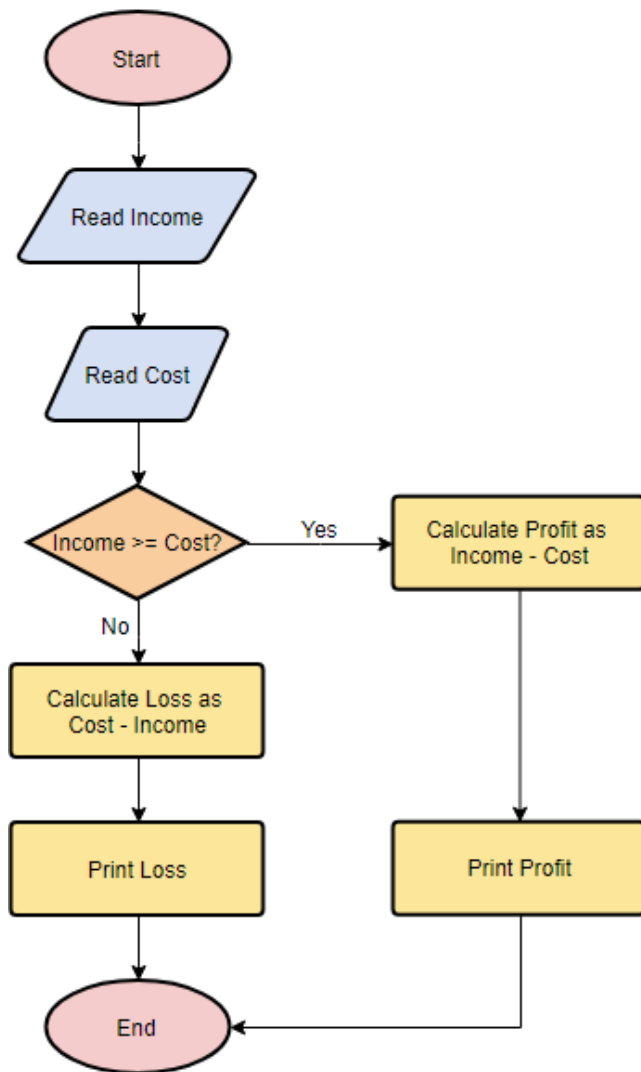 Start
Read Income
Read Cost
Income >= Cost?
Yes
Calculate Profit as
Income - Cost
No
Calculate Loss as
Cost - Income
Print Loss
Print Profit
End